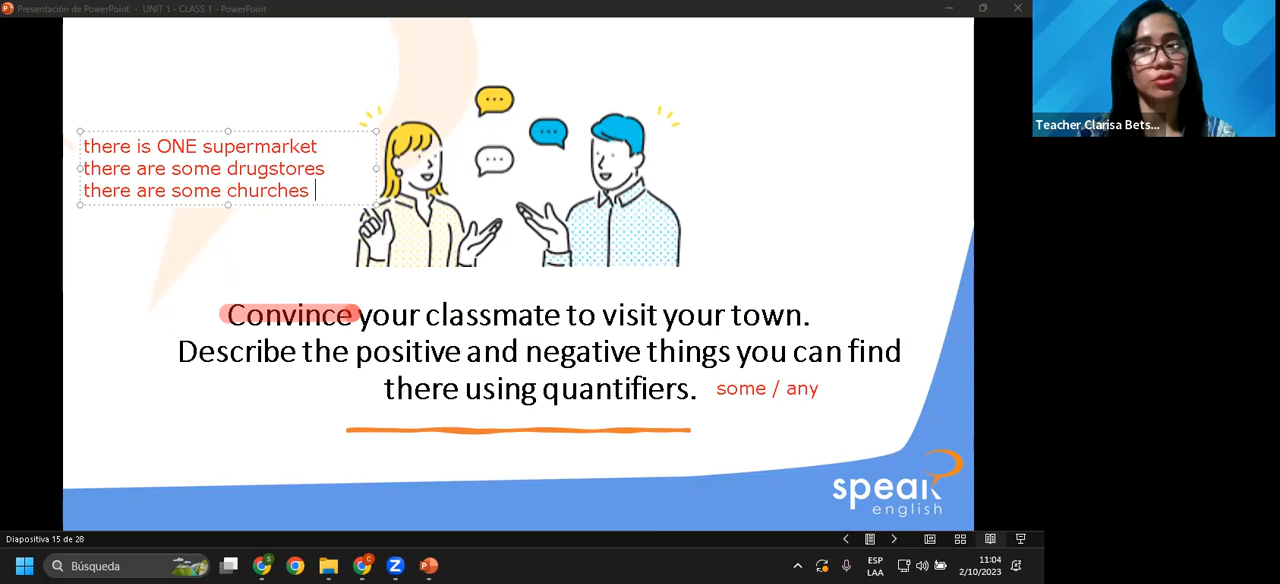 Presentación de PowerPoint - UNIT 1 - CLASS 1 - PowerPoint
Teacher Clarisa Bets...
there is ONE supermarket
there are some drugstores
there are some churches
Convince your classmate to visit your town.
Describe the positive and negative things you can find
there using quantifiers. some / any
speak
english
Diapositiva 15 de 28
Búsqueda
ESP
LAA
11:04
2/10/2023